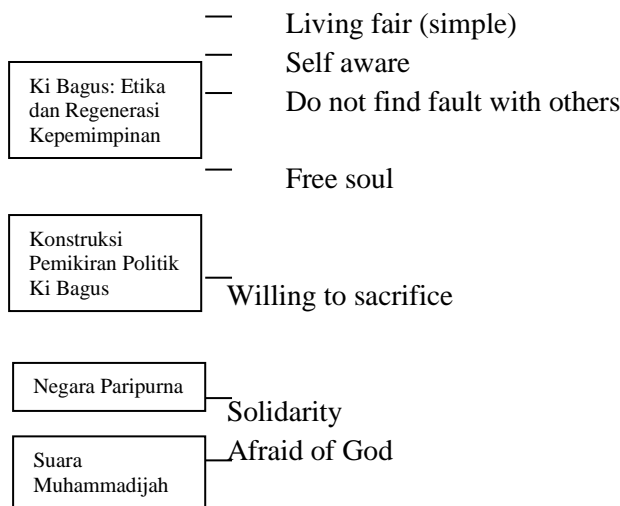 Living fair (simple)
Self aware
Ki Bagus: Etika
dan Regenerasi
Kepemimpinan
Do not find fault with others
Free soul
Konstruksi
Pemikiran Politik
Ki Bagus
Willing to sacrifice
Negara Paripurna
Solidarity
Suara
Muhammadijah
Afraid of God